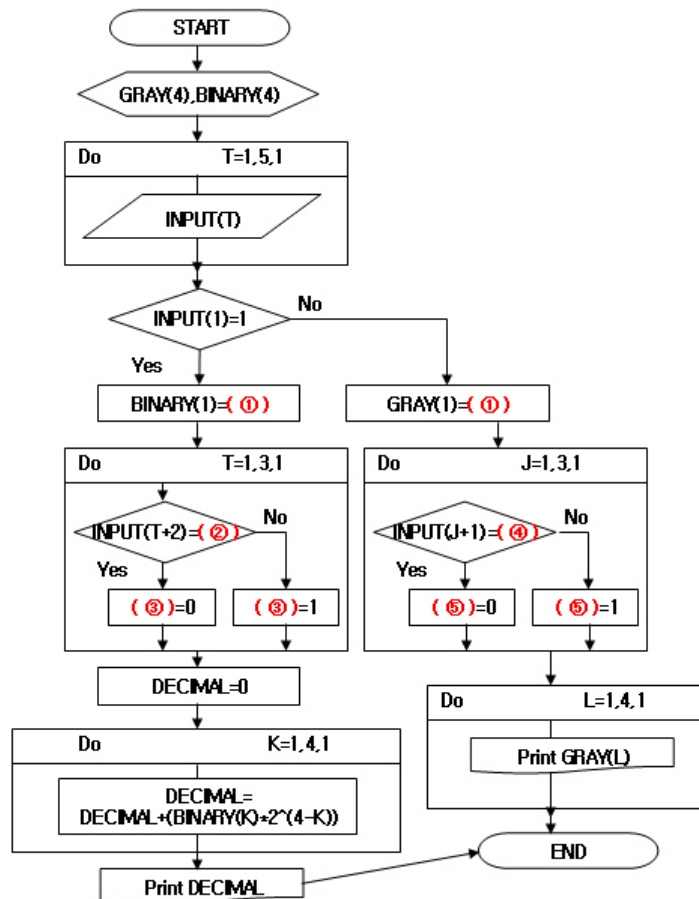 START
GRAY(4),BINARY(4)
Do T=1,5,1
INPUT(T)
INPUT(1)=1
No
Yes
BINARY(1)=( ① )
GRAY(1)=( ① )
Do T=1,3,1
Do J=1,3,1
INPUT(T+2)=( ② )
No
INPUT(J+1)=( ④ )
No
Yes
Yes
( ③ )=0
( ③ )=1
( ⑤ )=0
( ⑤ )=1
DECIMAL=0
Do L=1,4,1
Do K=1,4,1
Print GRAY(L)
DECIMAL=
DECIMAL+(BINARY(K)*2^(4-K))
END
Print DECIMAL